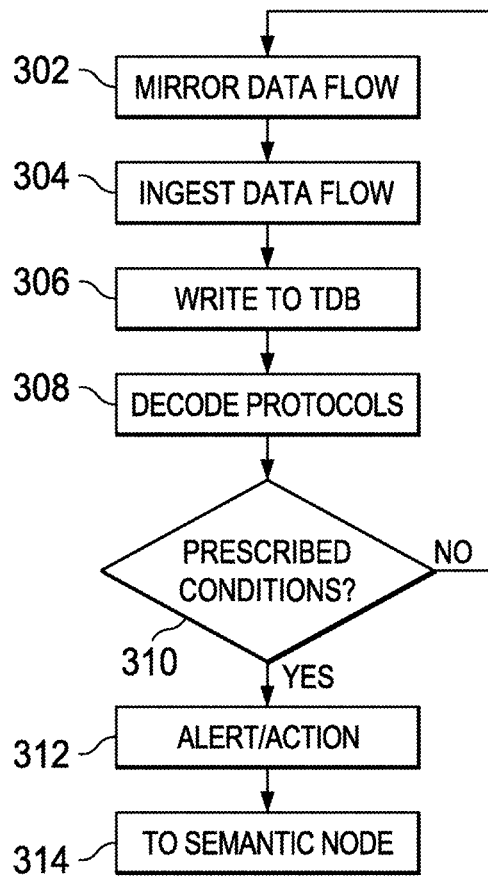 302
MIRROR DATA FLOW
304
INGEST DATA FLOW
306
WRITE TO TDB
308
DECODE PROTOCOLS
PRESCRIBED
CONDITIONS?
NO
310
YES
312
ALERT/ACTION
314
TO SEMANTIC NODE